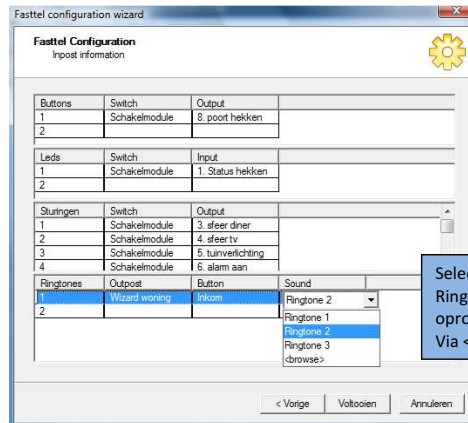 Fasttel configuration wizard
Fasttel Configuration
Inpost information
Buttons Switch Output
1 Schakelmodule 8. poort hekken
2
Leds Switch Input
1 Schakelmodule 1. Status hekken
2
Sturingen Switch Output
1 Schakelmodule 3. sfeer diner
2 Schakelmodule 4. sfeer tv
3 Schakelmodule 5. tuinverlichting
4 Schakelmodule 6. alarm aan
Ringtones Outpost Button Sound
1 Wizard woning Inkom Ringtone 2
2
Ringtone 1
Ringtone 2
Ringtone 3
<browse>
Selec
Ring
opro
Via <
< Vorige Voltooien Annuleren